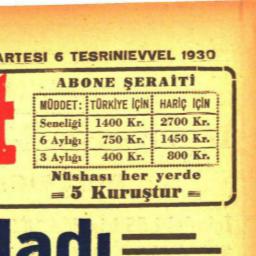 ARTESI 6 TEŞRİNİEVVEL 1930
ABONE ŞERAİTİ
MÜDDET: TÜRKİYE İÇİN HARİÇ İÇİN
Seneliği 1400 Kr. 2700 Kr.
6 Aylığı 750 Kr. 1450 Kr.
3 Aylığı 400 Kr. 800 Kr.
Nüshası her yerde
5 Kuruştur
ladı